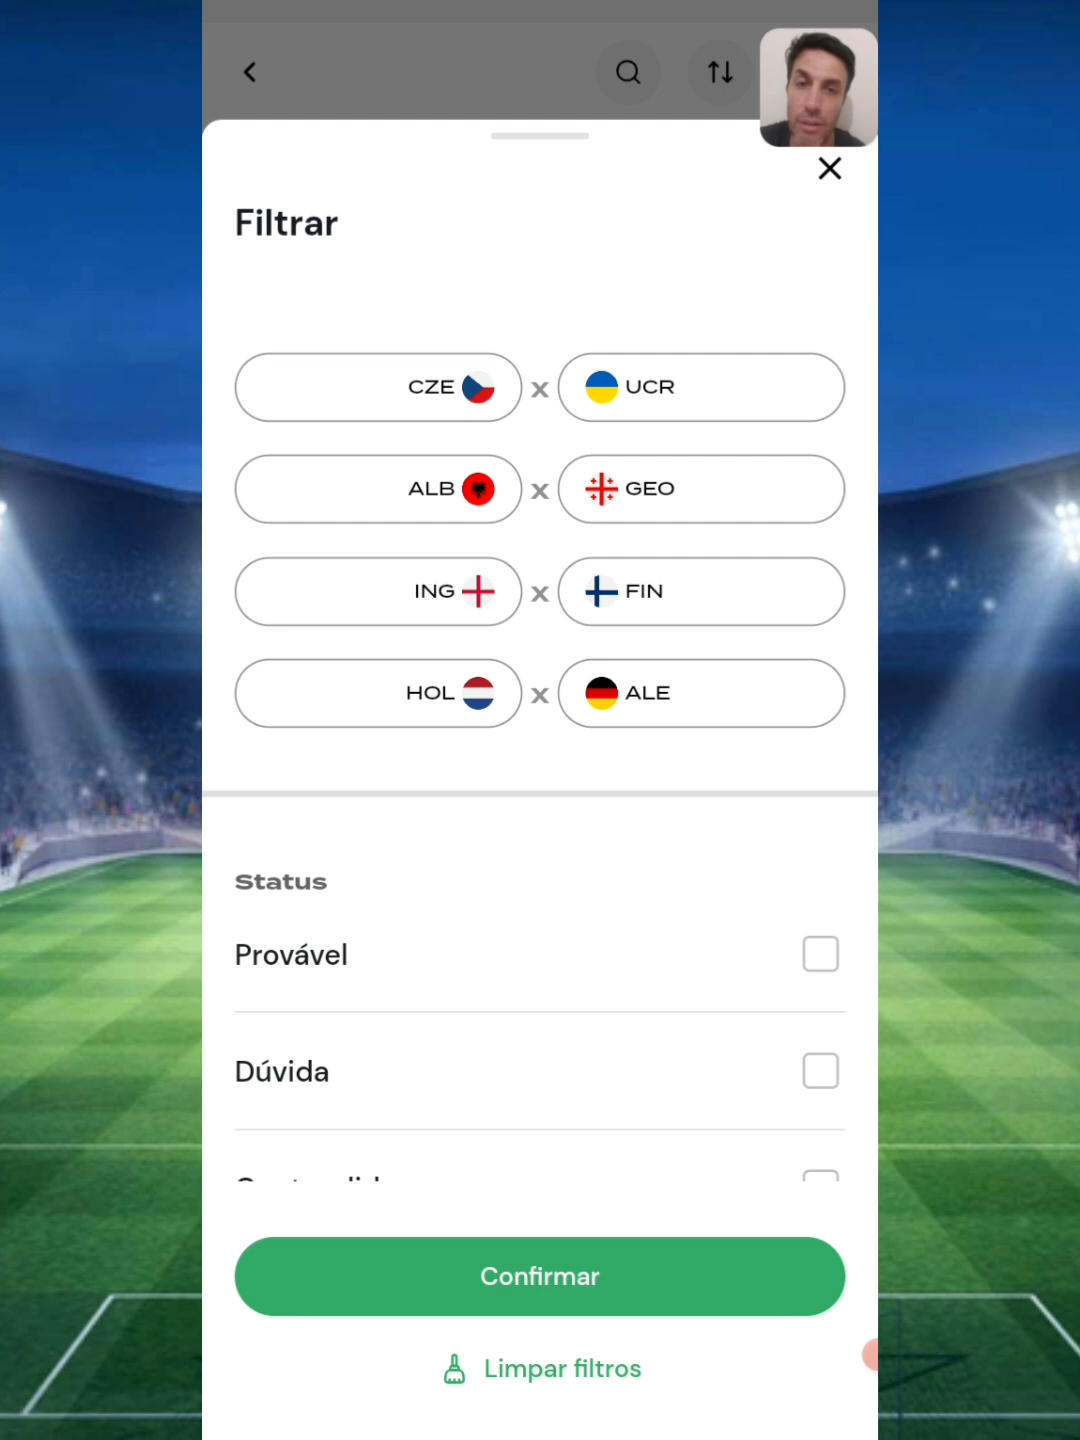 Filtrar
CZE x UCR
ALB x GEO
ING x FIN
HOL x ALE
Status
Provável
Dúvida
Confirmar
Limpar filtros